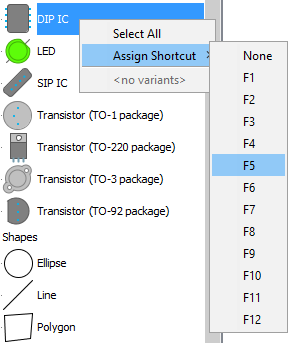 DIP IC
LED
SIP IC
Transistor (TO-1 package)
Transistor (TO-220 package)
Transistor (TO-3 package)
Transistor (TO-92 package)
Shapes
Ellipse
Line
Polygon
Select All
Assign Shortcut
<no variants>
None
F1
F2
F3
F4
F5
F6
F7
F8
F9
F10
F11
F12